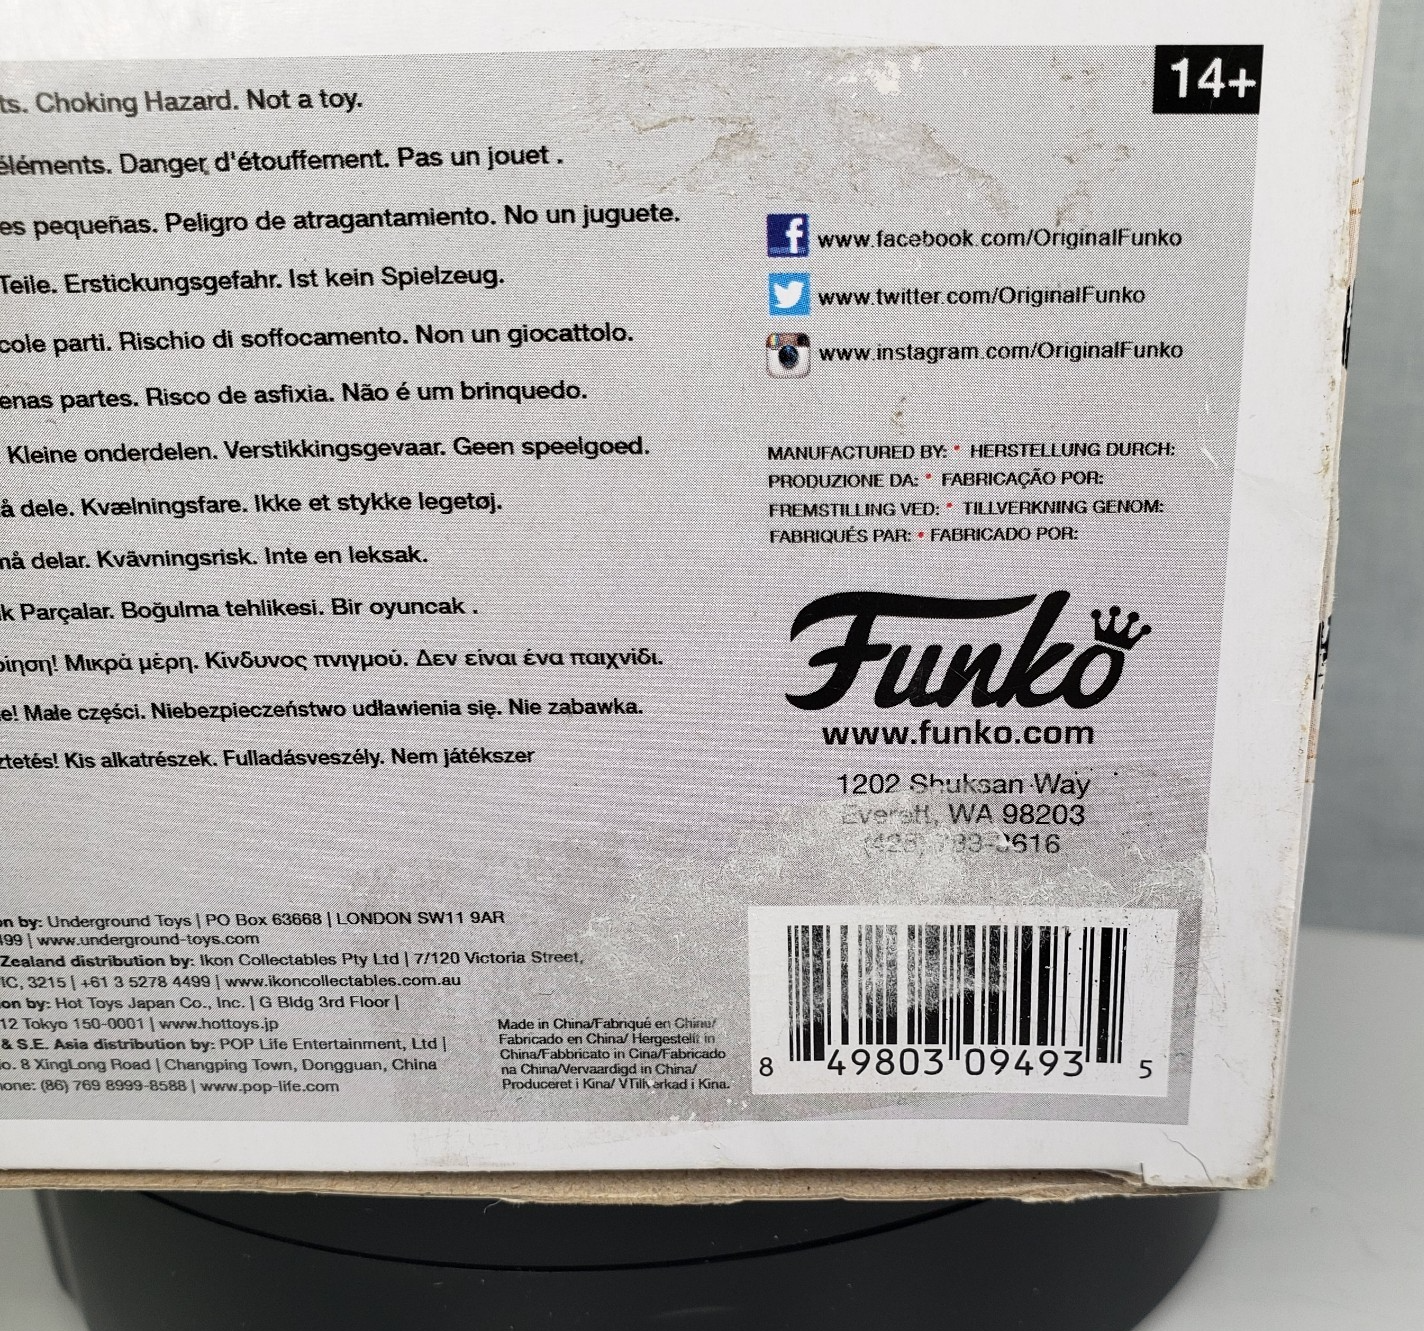 14+
ts. Choking Hazard. Not a toy.
éléments. Danger, d'étouffement. Pas un jouet .
es pequeñas. Peligro de atragantamiento. No un juguete.
Teile. Erstickungsgefahr. Ist kein Spielzeug.
cole parti. Rischio di soffocamento. Non un giocattolo.
enas partes. Risco de asfixia. Não é um brinquedo.
Kleine onderdelen. Verstikkingsgevaar. Geen speelgoed.
å dele. Kvælningsfare. Ikke et stykke legetøj.
må delar. Kvävningsrisk. Inte en leksak.
k Parçalar. Boğulma tehlikesi. Bir oyuncak .
οίηση! Μικρά μέρη. Κίνδυνος πνιγμού. Δεν είναι ένα παιχνίδι.
e! Małe części. Niebezpieczeństwo udławienia się. Nie zabawka.
ztetés! Kis alkatrészek. Fulladásveszély. Nem játékszer
www.facebook.com/OriginalFunko
www.twitter.com/OriginalFunko
www.instagram.com/OriginalFunko
MANUFACTURED BY: • HERSTELLUNG DURCH:
PRODUZIONE DA: • FABRICAÇÃO POR:
FREMSTILLING VED: • TILLVERKNING GENOM:
FABRIQUÉS PAR: • FABRICADO POR:
Funko
www.funko.com
1202 Shuksan Way
Everett, WA 98203
616
on by: Underground Toys | PO Box 63668 | LONDON SW11 9AR
499 | www.underground-toys.com
Zealand distribution by: Ikon Collectables Pty Ltd | 7/120 Victoria Street,
IC, 3215 | +61 3 5278 4499 | www.ikoncollectables.com.au
on by: Hot Toys Japan Co., Inc. | G Bldg 3rd Floor |
12 Tokyo 150-0001 | www.hottoys.jp
& S.E. Asia distribution by: POP Life Entertainment, Ltd |
o. 8 XingLong Road | Changping Town, Dongguan, China
one: (86) 769 8999-8588 | www.pop-life.com
Made in China/Fabriqué en Chine/
Fabricado en China/ Hergestellt in
China/Fabbricato in Cina/Fabricado
na China/Vervaardigd in China/
Produceret i Kina/ VTillverkad i Kina.
8 49803 09493 5